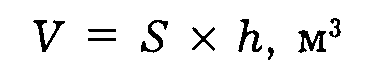 V = S × h, м³